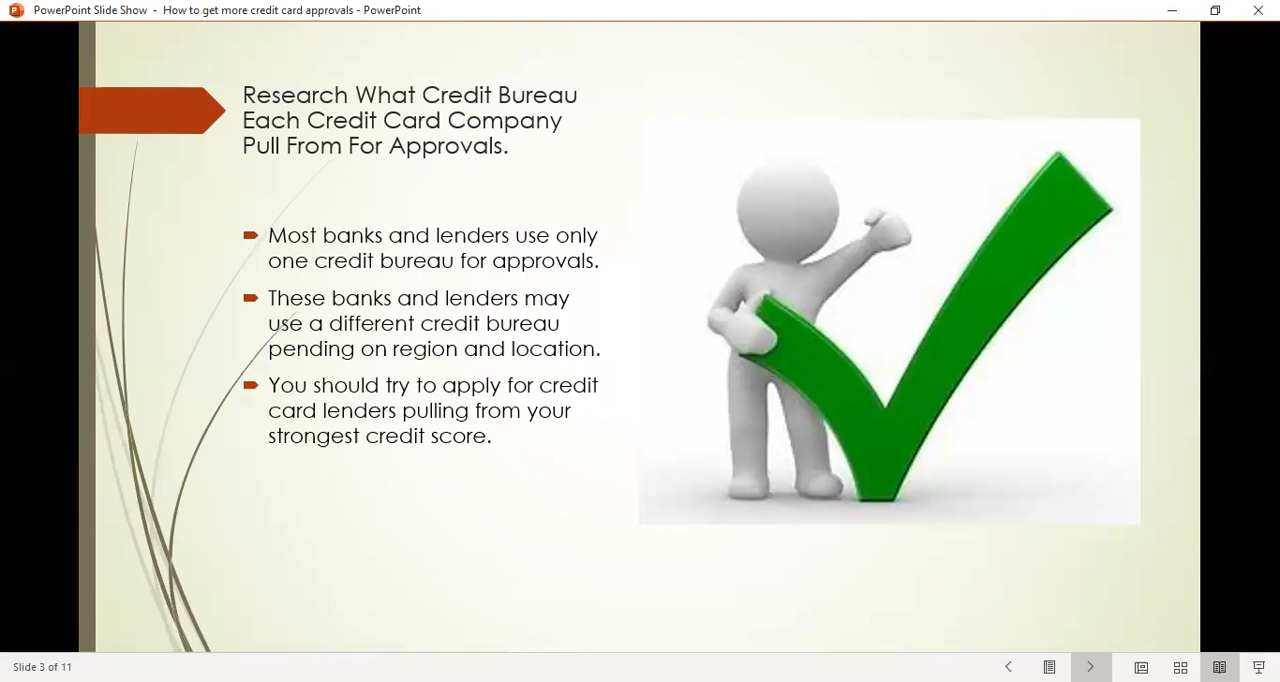 PowerPoint Slide Show - How to get more credit card approvals - PowerPoint
Research What Credit Bureau
Each Credit Card Company
Pull From For Approvals.
Most banks and lenders use only
one credit bureau for approvals.
These banks and lenders may
use a different credit bureau
pending on region and location.
You should try to apply for credit
card lenders pulling from your
strongest credit score.
Slide 3 of 11